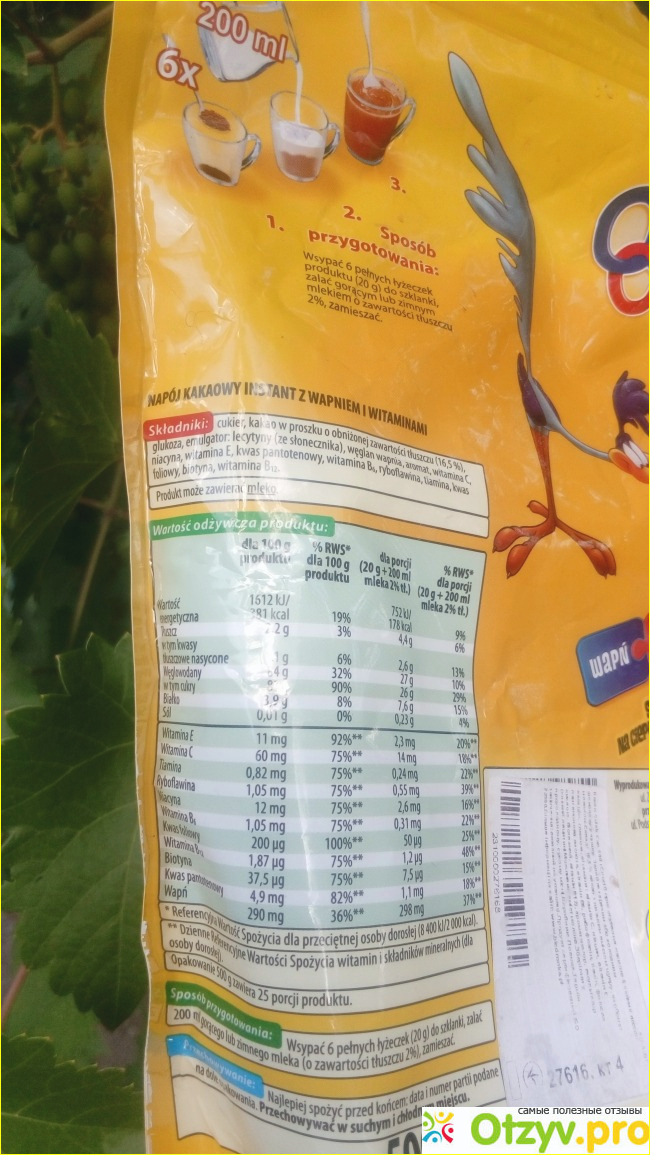 200 ml
6x
3.
2.
1.
Sposób
przygotowania:
Wsypać 6 pełnych łyżeczek
produktu (20 g) do szklanki,
zalać gorącym lub zimnym
mlekiem o zawartości tłuszczu
2%, zamieszać.
NAPÓJ KAKAOWY INSTANT Z WAPNIEM I WITAMINAMI
Składniki: cukier, kakao w proszku o obniżonej zawartości tłuszczu (16,5 %),
glukoza, emulgator: lecytyny (ze słonecznika), węglan wapnia, aromat, witamina C,
niacyna, witamina E, kwas pantotenowy, witamina B₆, ryboflawina, tiamina, kwas
foliowy, biotyna, witamina B₁₂.
Produkt może zawierać mleko.
Wartość odżywcza produktu:
dla 100 g produktu % RWS* dla 100 g produktu dla porcji (20 g + 200 ml mleka 2% tł.) % RWS* dla porcji (20 g + 200 ml mleka 2% tł.)
Wartość energetyczna 1612 kJ/ 381 kcal 19% 752 kJ/ 178 kcal 9%
Tłuszcz 2 g 3% 4,4 g 6%
w tym kwasy tłuszczowe nasycone g 6% 2,6 g 13%
Węglowodany 4 g 32% 27 g 10%
w tym cukry 90% 26 g 29%
Białko 3,9 g 8% 7,6 g 15%
Sól 0,01 g 0% 0,23 g 4%
Witamina E 11 mg 92%** 2,3 mg 20%**
Witamina C 60 mg 75%** 14 mg 18%**
Tiamina 0,82 mg 75%** 0,24 mg 22%**
Ryboflawina 1,05 mg 75%** 0,55 mg 39%**
Niacyna 12 mg 75%** 2,6 mg 16%**
Witamina B₆ 1,05 mg 75%** 0,31 mg 22%**
Kwas foliowy 200 µg 100%** 50 µg 25%**
Witamina B₁₂ 1,87 µg 75%** 1,2 µg 48%**
Biotyna 37,5 µg 75%** 7,5 µg 15%**
Kwas pantotenowy 4,9 mg 82%** 1,1 mg 18%**
Wapń 290 mg 36%** 298 mg 37%**
* Referencyjna Wartość Spożycia dla przeciętnej osoby dorosłej (8 400 kJ/2 000 kcal).
** Dzienne Referencyjne Wartości Spożycia witamin i składników mineralnych (dla
osoby dorosłej).
Opakowanie 500 g zawiera 25 porcji produktu.
Sposób przygotowania: Wsypać 6 pełnych łyżeczek (20 g) do szklanki, zalać
200 ml gorącego lub zimnego mleka (o zawartości tłuszczu 2%), zamieszać.
Przechowywanie: Najlepiej spożyć przed końcem: data i numer partii podane
na dole opakowania. Przechowywać w suchym i chłodnym miejscu.
wapń
Wyprodukowano
27616. КТ 4
самые полезные отзывы
Otzyv.pro